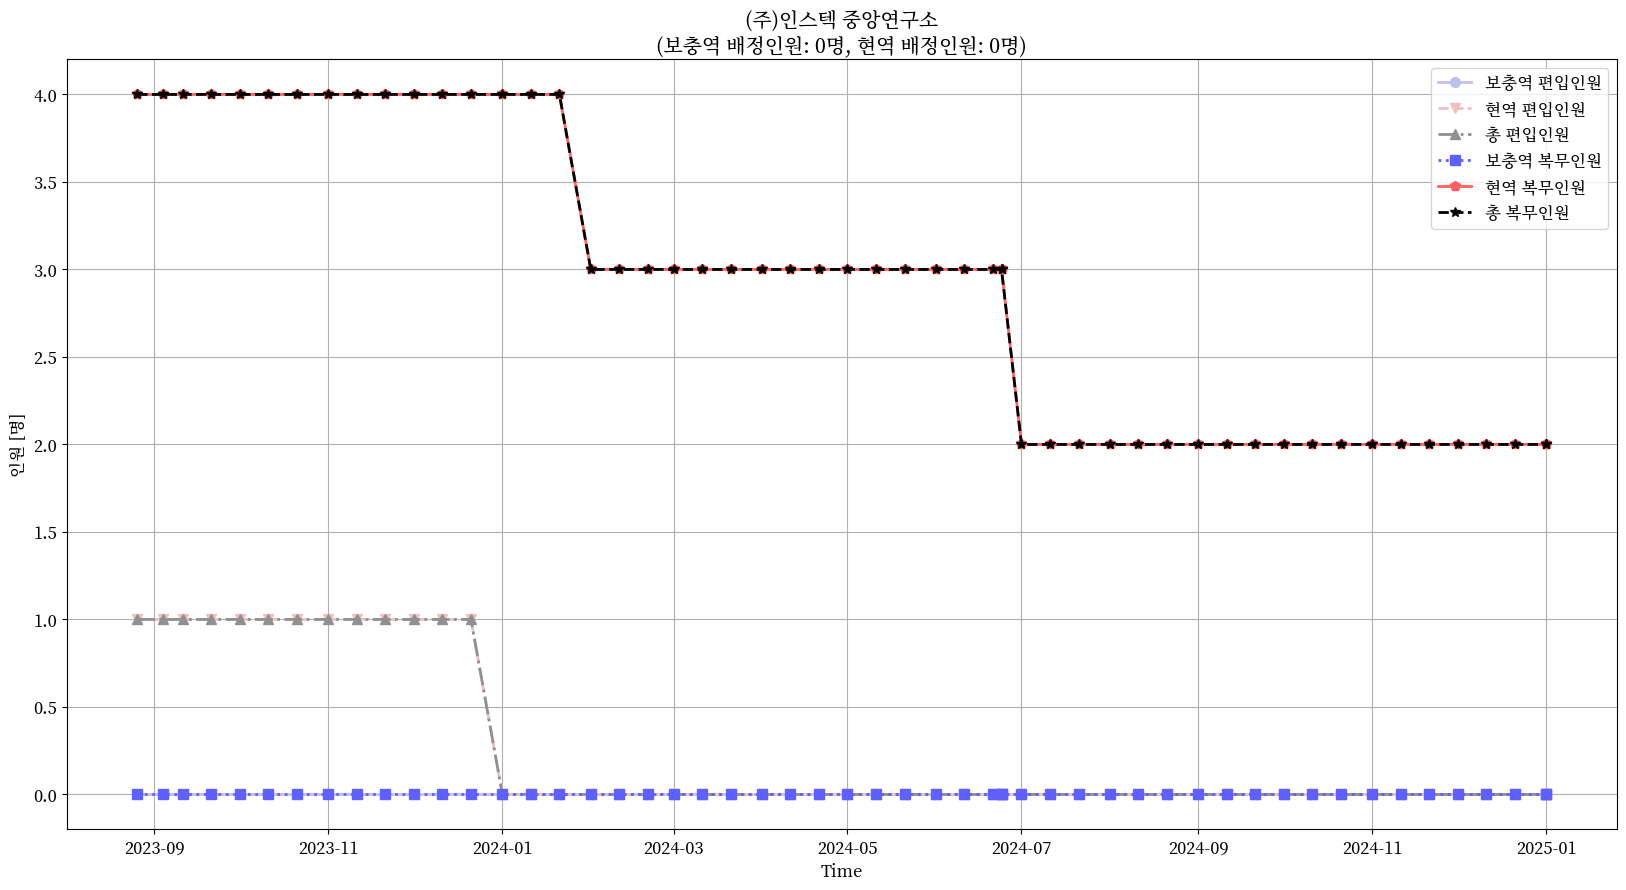 (주)인스텍 중앙연구소
(보충역 배정인원: 0명, 현역 배정인원: 0명)
보충역 편입인원
현역 편입인원
총 편입인원
보충역 복무인원
현역 복무인원
총 복무인원
4.0
3.5
3.0
2.5
2.0
1.5
1.0
0.5
0.0
인원 [명]
2023-09 2023-11 2024-01 2024-03 2024-05 2024-07 2024-09 2024-11 2025-01
Time